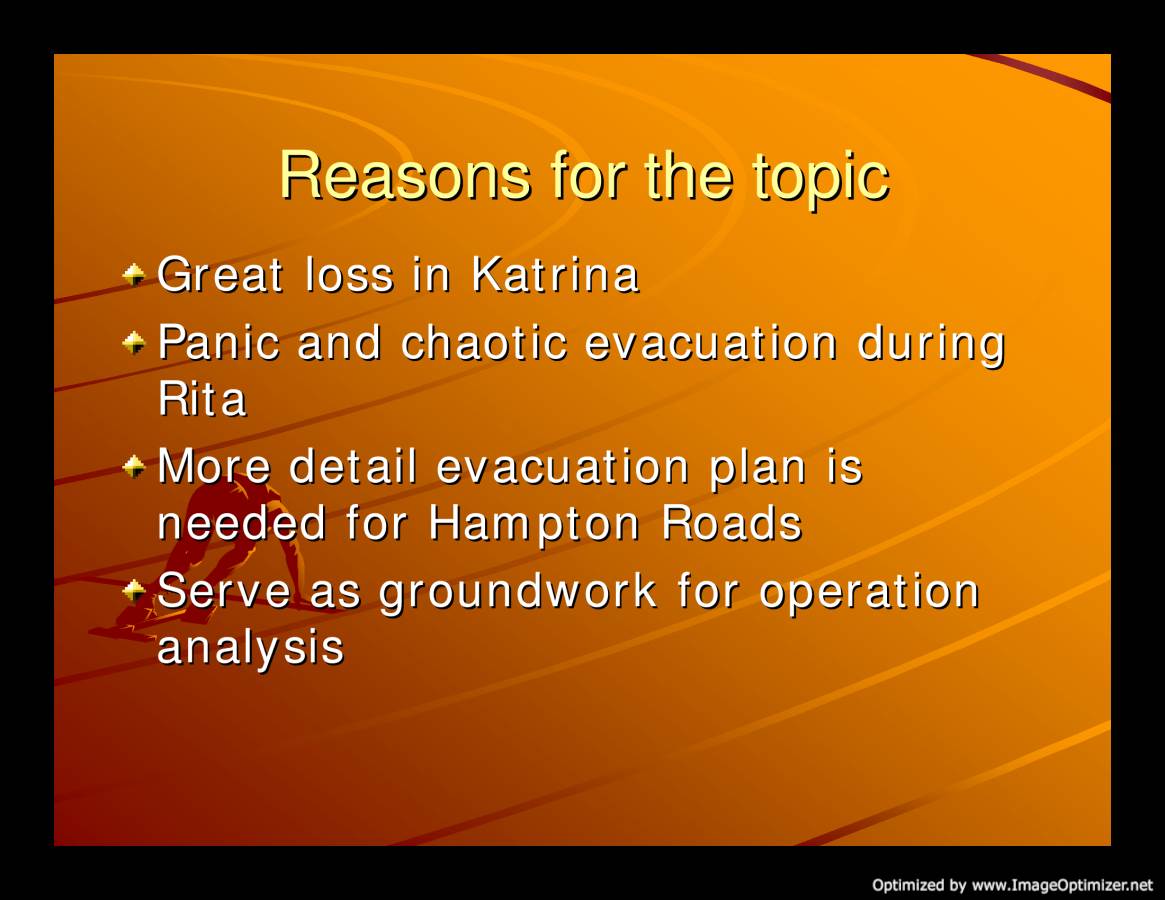 Reasons for the topic
Great loss in Katrina
Panic and chaotic evacuation during
Rita
More detail evacuation plan is
needed for Hampton Roads
Serve as groundwork for operation
analysis
Optimized by www.ImageOptimizer.net